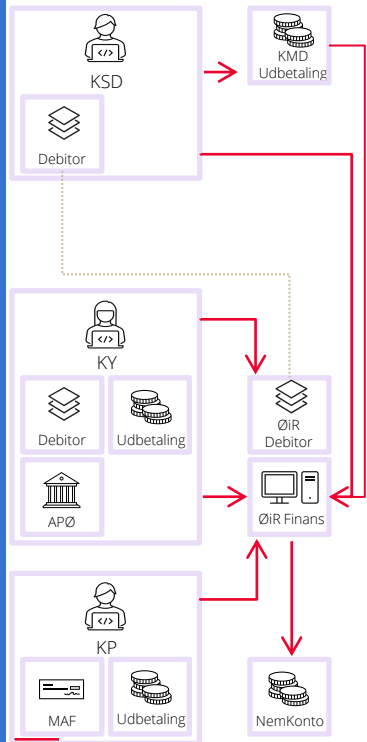 KSD
Debitor
KMD
Udbetaling
KY
Debitor
Udbetaling
APØ
ØiR
Debitor
ØiR Finans
KP
MAF
Udbetaling
NemKonto